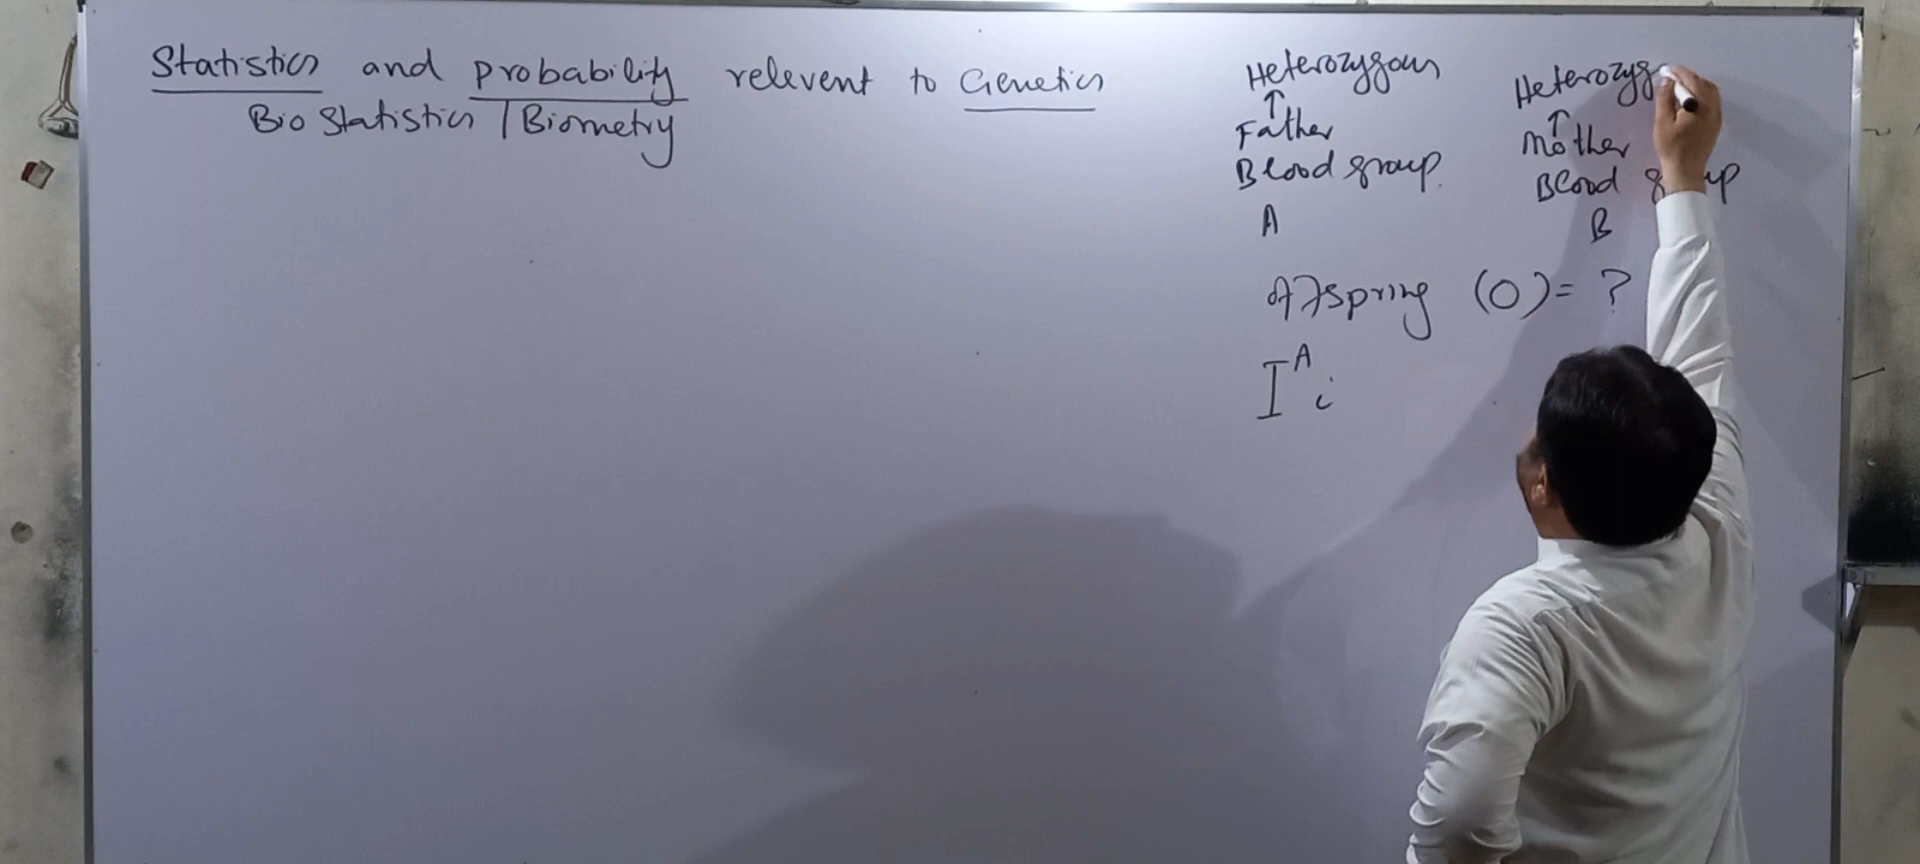 Statistics and probability relevent to Genetics
Bio Statistics / Biometry
Heterozygous
↑
Father
Blood group.
A
Heterozyg
↑
Mother
Blood
B
Offspring (O) = ?
I^A i